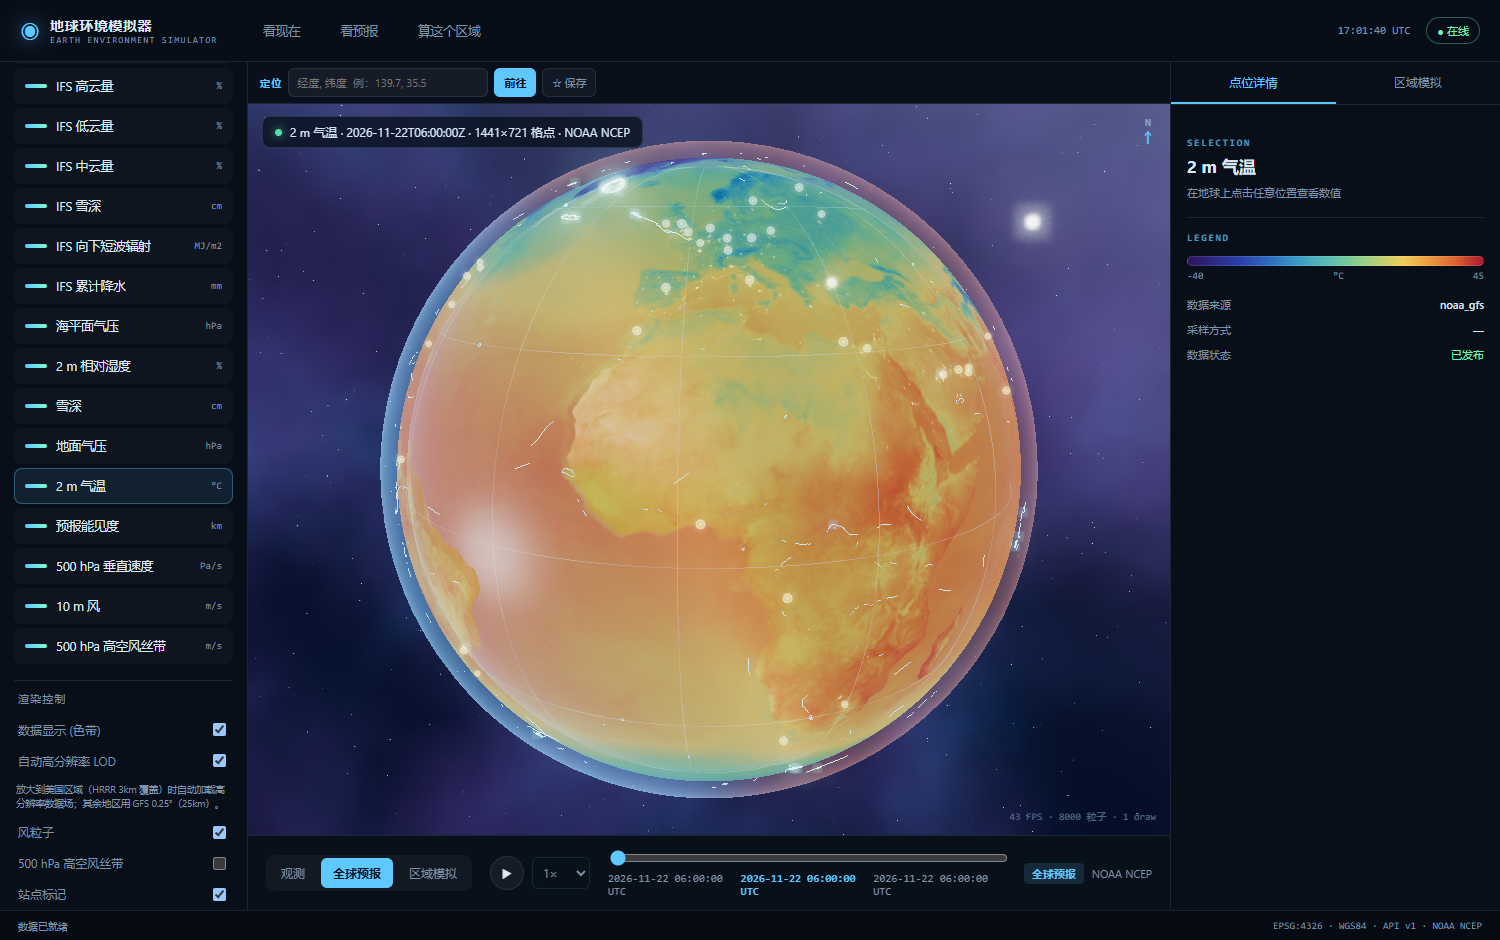 地球环境模拟器
EARTH ENVIRONMENT SIMULATOR
看现在
看预报
算这个区域
17:01:40 UTC
● 在线
IFS 高云量 %
IFS 低云量 %
IFS 中云量 %
IFS 雪深 cm
IFS 向下短波辐射 MJ/m2
IFS 累计降水 mm
海平面气压 hPa
2 m 相对湿度 %
雪深 cm
地面气压 hPa
2 m 气温 °C
预报能见度 km
500 hPa 垂直速度 Pa/s
10 m 风 m/s
500 hPa 高空风丝带 m/s
渲染控制
数据显示 (色带)
自动高分辨率 LOD
放大到美国区域（HRRR 3km 覆盖）时自动加载高
分辨率数据场；其余地区用 GFS 0.25°（25km）。
风粒子
500 hPa 高空风丝带
站点标记
定位
经度, 纬度 例：139.7, 35.5
前往
☆ 保存
2 m 气温 · 2026-11-22T06:00:00Z · 1441×721 格点 · NOAA NCEP
N
43 FPS · 8000 粒子 · 1 draw
观测
全球预报
区域模拟
1×
2026-11-22 06:00:00
UTC
2026-11-22 06:00:00
UTC
2026-11-22 06:00:00
UTC
全球预报
NOAA NCEP
点位详情
区域模拟
SELECTION
2 m 气温
在地球上点击任意位置查看数值
LEGEND
-40 °C 45
数据来源 noaa_gfs
采样方式 —
数据状态 已发布
数据已就绪
EPSG:4326 · WGS84 · API v1 · NOAA NCEP